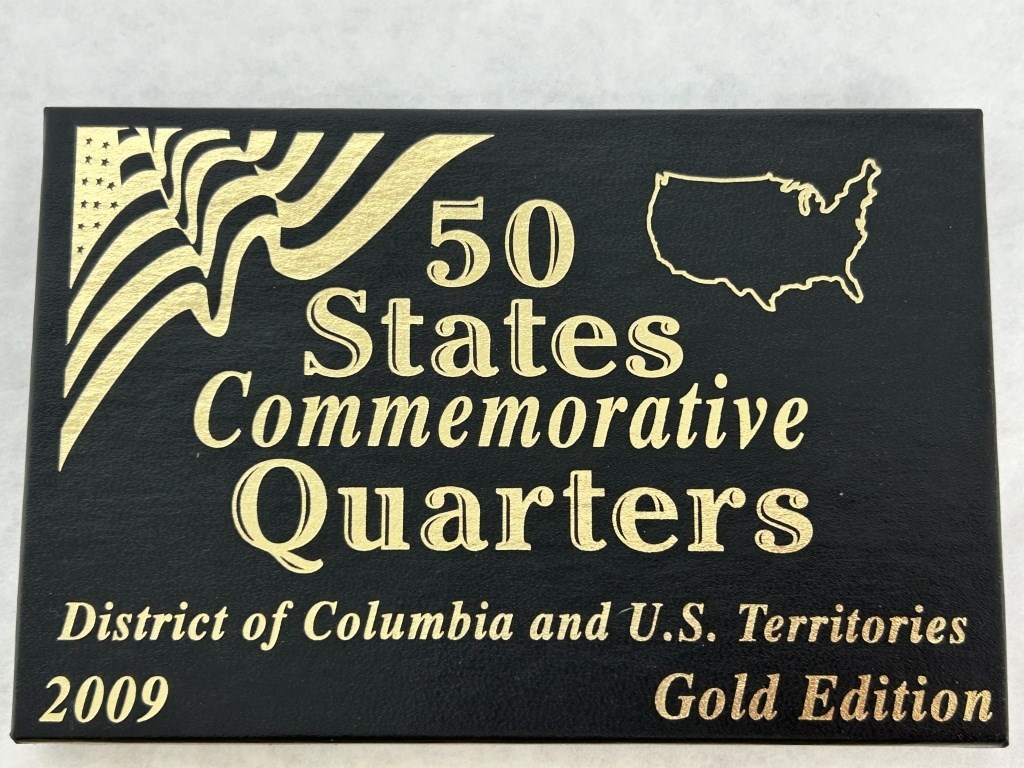 50
States
Commemorative
Quarters
District of Columbia and U.S. Territories
2009 Gold Edition